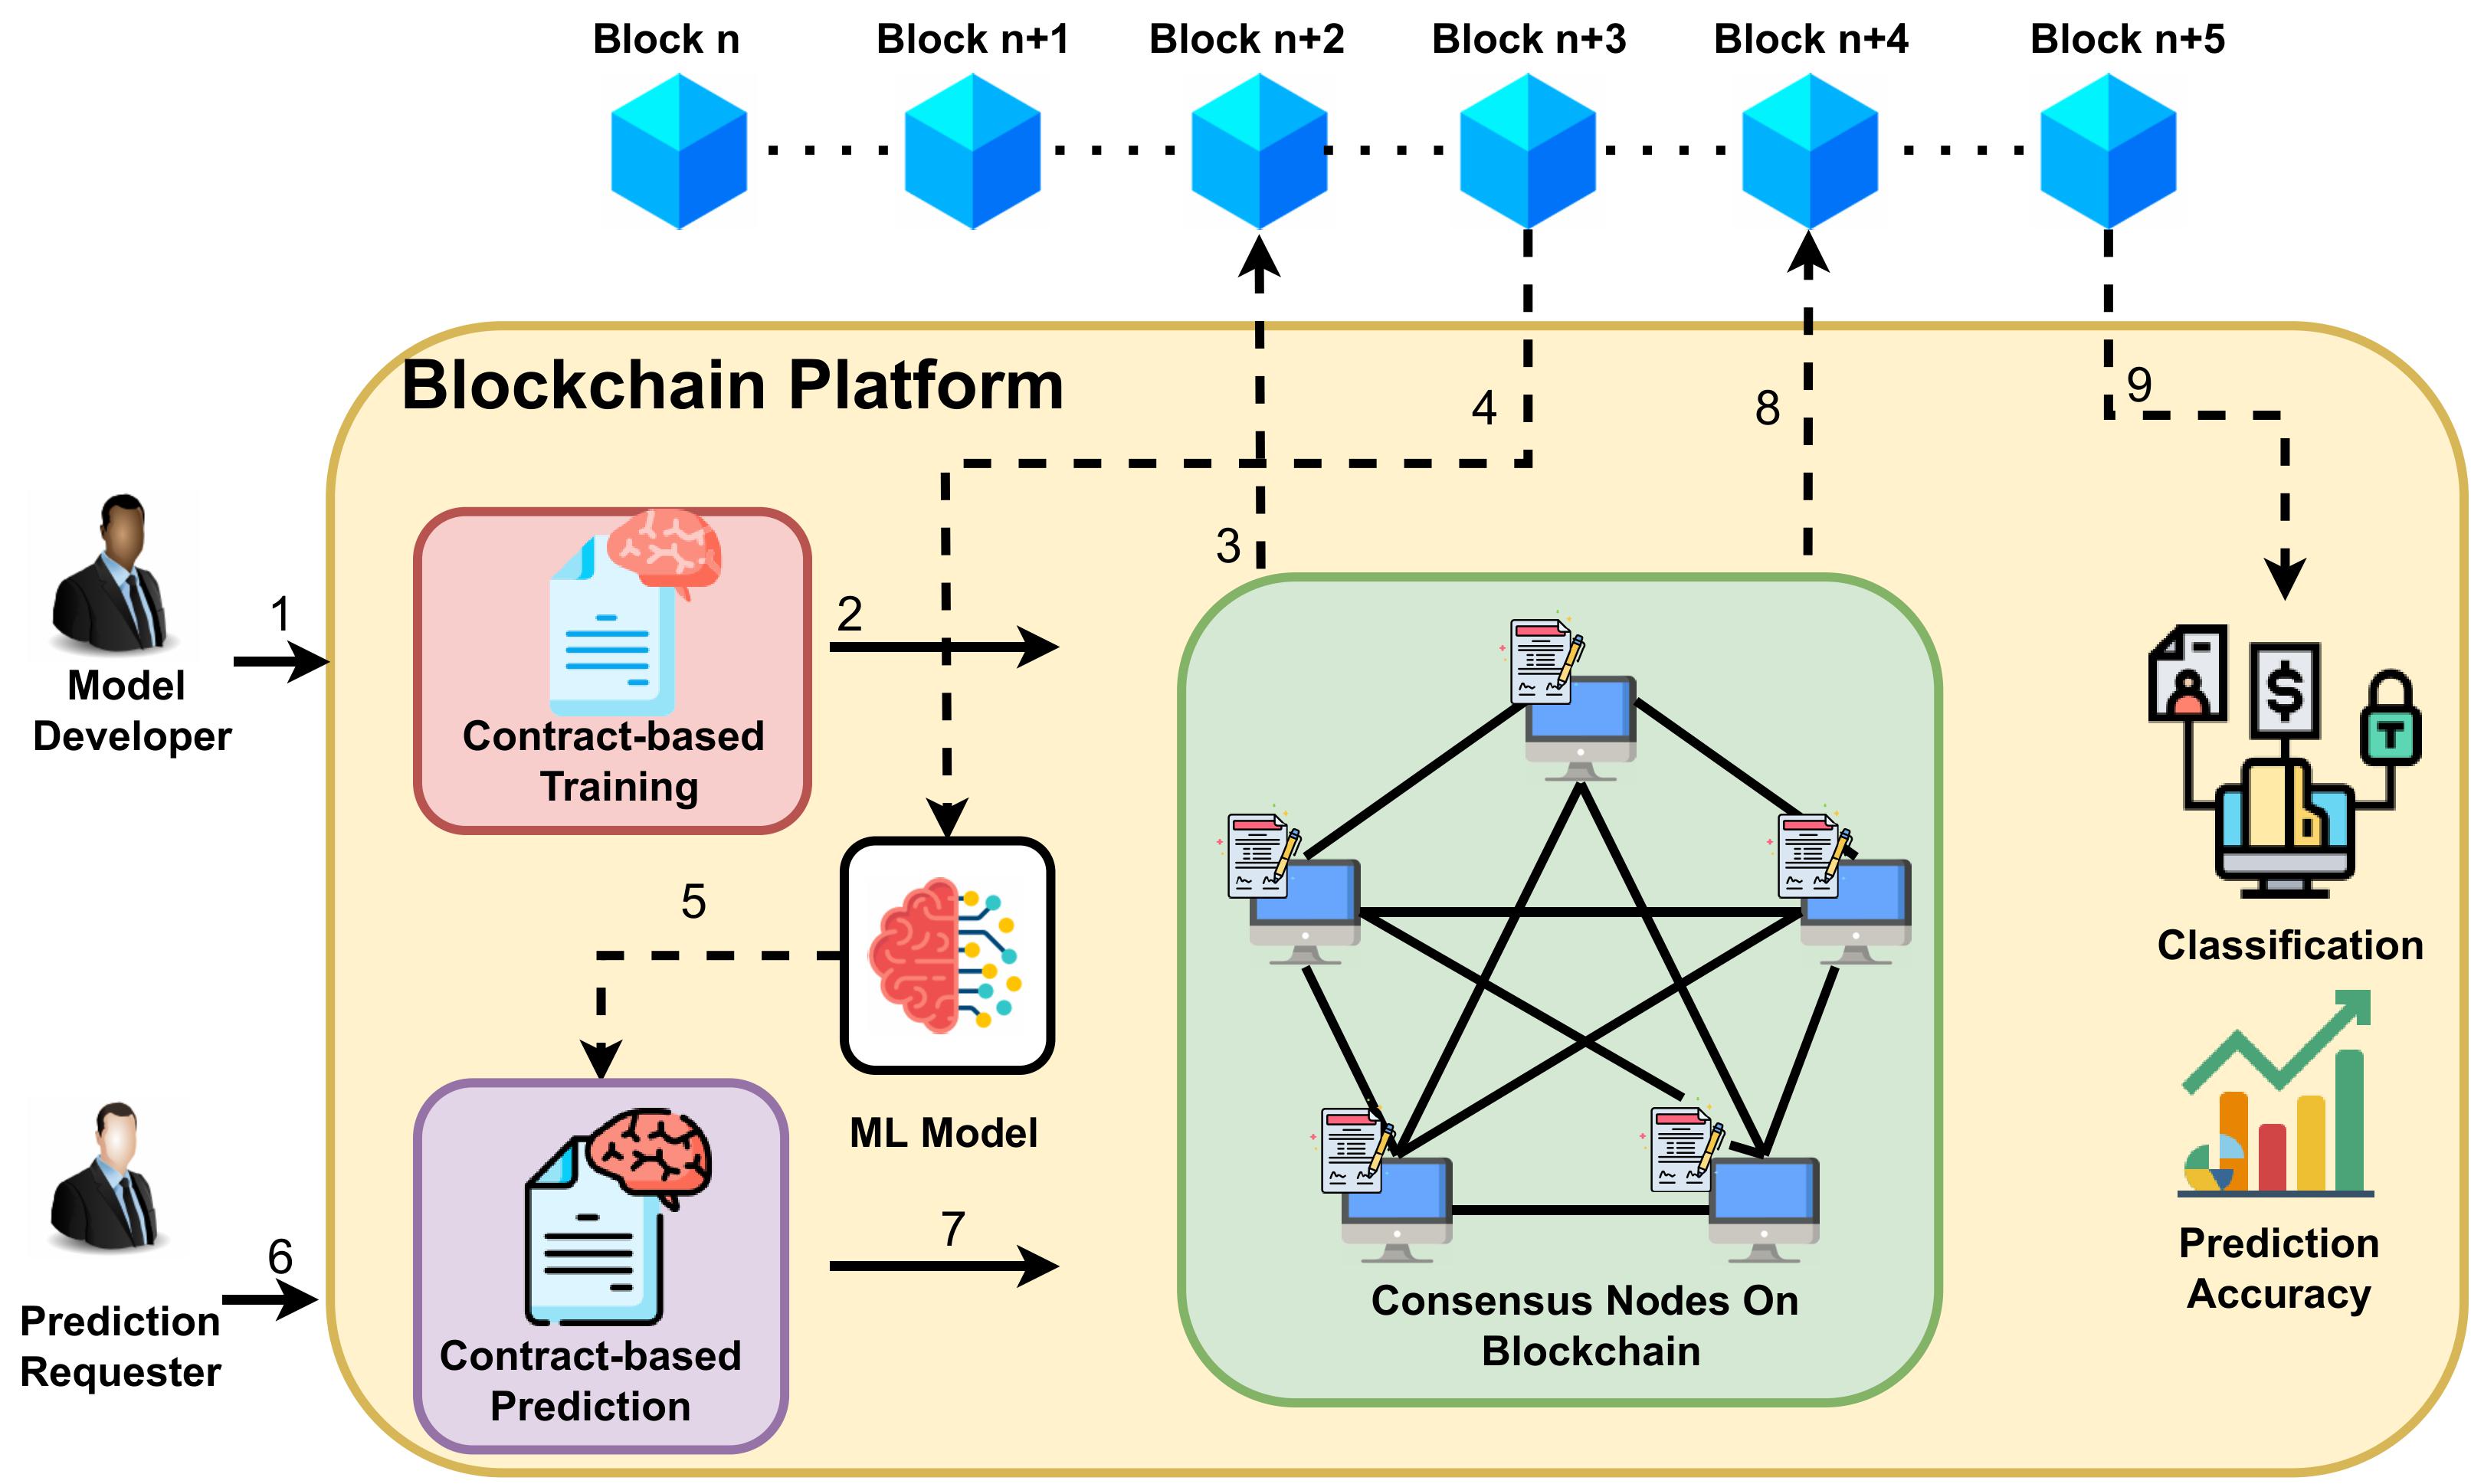 Block n
Block n+1
Block n+2
Block n+3
Block n+4
Block n+5
Blockchain Platform
4
8
9
3
1
2
Model
Developer
Contract-based
Training
5
Classification
ML Model
6
7
Prediction
Requester
Contract-based
Prediction
Consensus Nodes On
Blockchain
Prediction
Accuracy
$
T